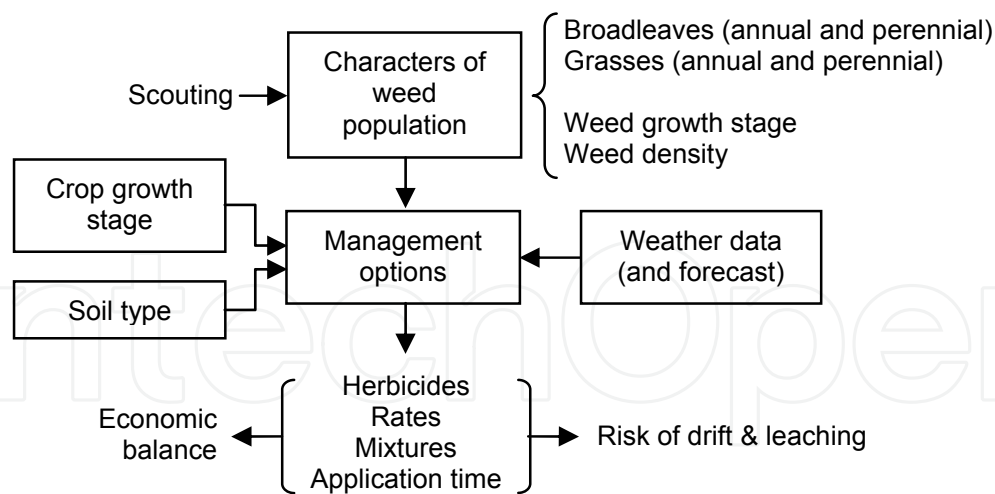 Broadleaves (annual and perennial)
Grasses (annual and perennial)
Weed growth stage
Weed density
Characters of
weed
population
Scouting
Crop growth
stage
Management
options
Weather data
(and forecast)
Soil type
Herbicides
Rates
Mixtures
Application time
Economic
balance
Risk of drift & leaching
ntechOpe